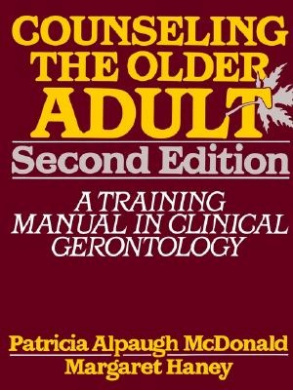 COUNSELING
THE OLDER
ADULT
Second Edition
A TRAINING
MANUAL IN CLINICAL
GERONTOLOGY
Patricia Alpaugh McDonald
Margaret Haney